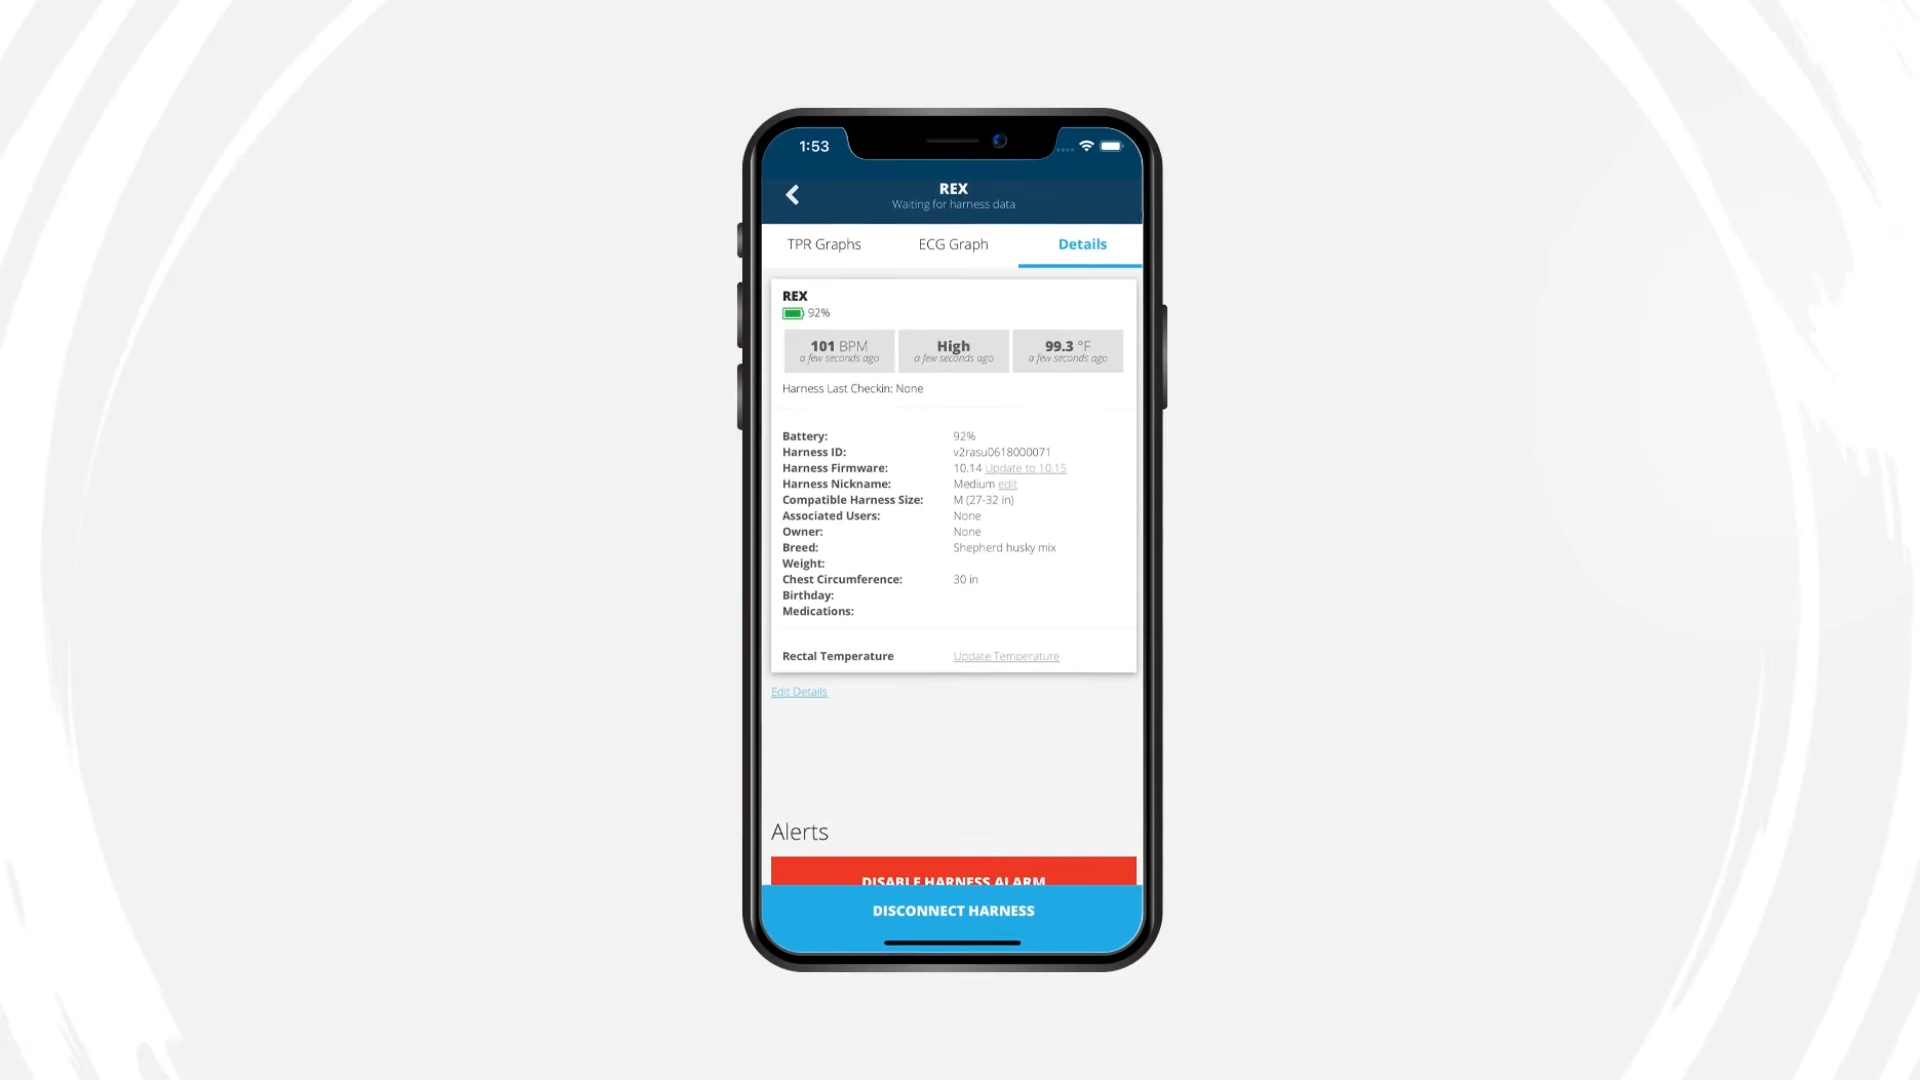 1:53
REX
Waiting for harness data
TPR Graphs ECG Graph Details
REX
92%
101 BPM High 99.3 °F
a few seconds ago a few seconds ago a few seconds ago
Harness Last Checkin: None
Battery: 92%
Harness ID: v2rasu0618000071
Harness Firmware: 10.14 Update to 10.15
Harness Nickname: Medium edit
Compatible Harness Size: M (27-32 in)
Associated Users: None
Owner: None
Breed: Shepherd husky mix
Weight:
Chest Circumference: 30 in
Birthday:
Medications:
Rectal Temperature Update Temperature
Edit Details
Alerts
DISABLE HARNESS ALARM
DISCONNECT HARNESS